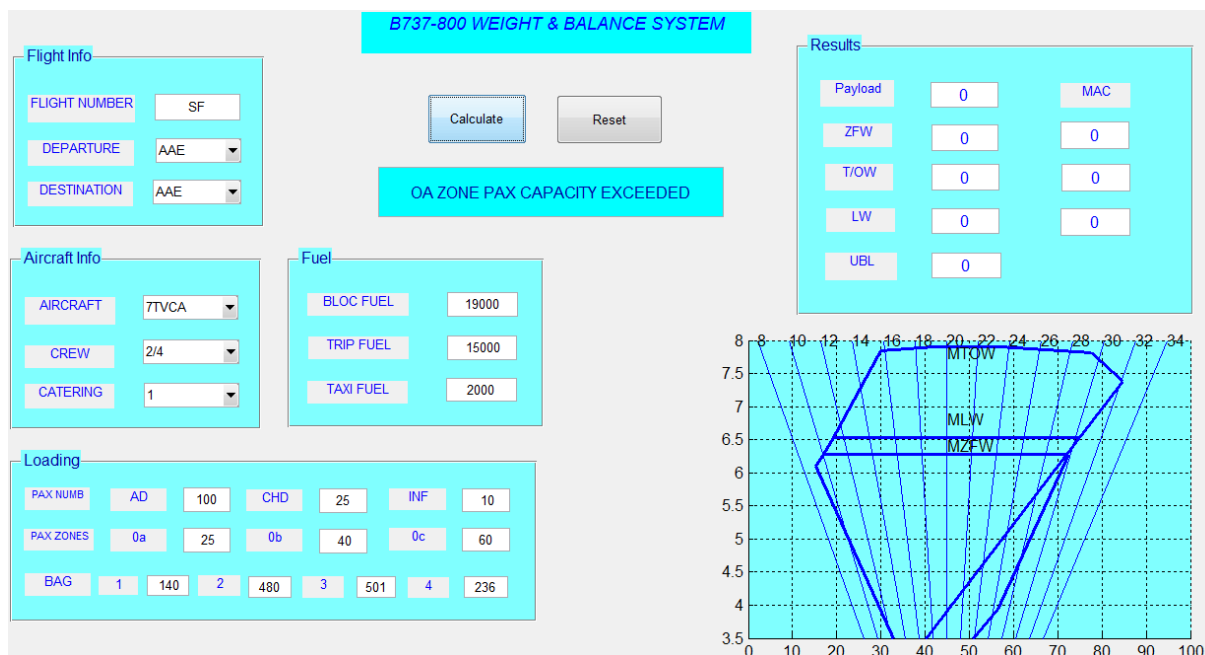 B737-800 WEIGHT & BALANCE SYSTEM
Flight Info
FLIGHT NUMBER SF
DEPARTURE AAE
DESTINATION AAE
Calculate Reset
OA ZONE PAX CAPACITY EXCEEDED
Results
Payload 0 MAC
ZFW 0 0
T/OW 0 0
LW 0 0
UBL 0
Aircraft Info
AIRCRAFT 7TVCA
CREW 2/4
CATERING 1
Fuel
BLOC FUEL 19000
TRIP FUEL 15000
TAXI FUEL 2000
Loading
PAX NUMB AD 100 CHD 25 INF 10
PAX ZONES 0a 25 0b 40 0c 60
BAG 1 140 2 480 3 501 4 236
8 8 10 12 14 16 18 20 22 24 26 28 30 32 34
MTOW
7.5
7
MLW
6.5
MZFW
6
5.5
5
4.5
4
3.5
0 10 20 30 40 50 60 70 80 90 100